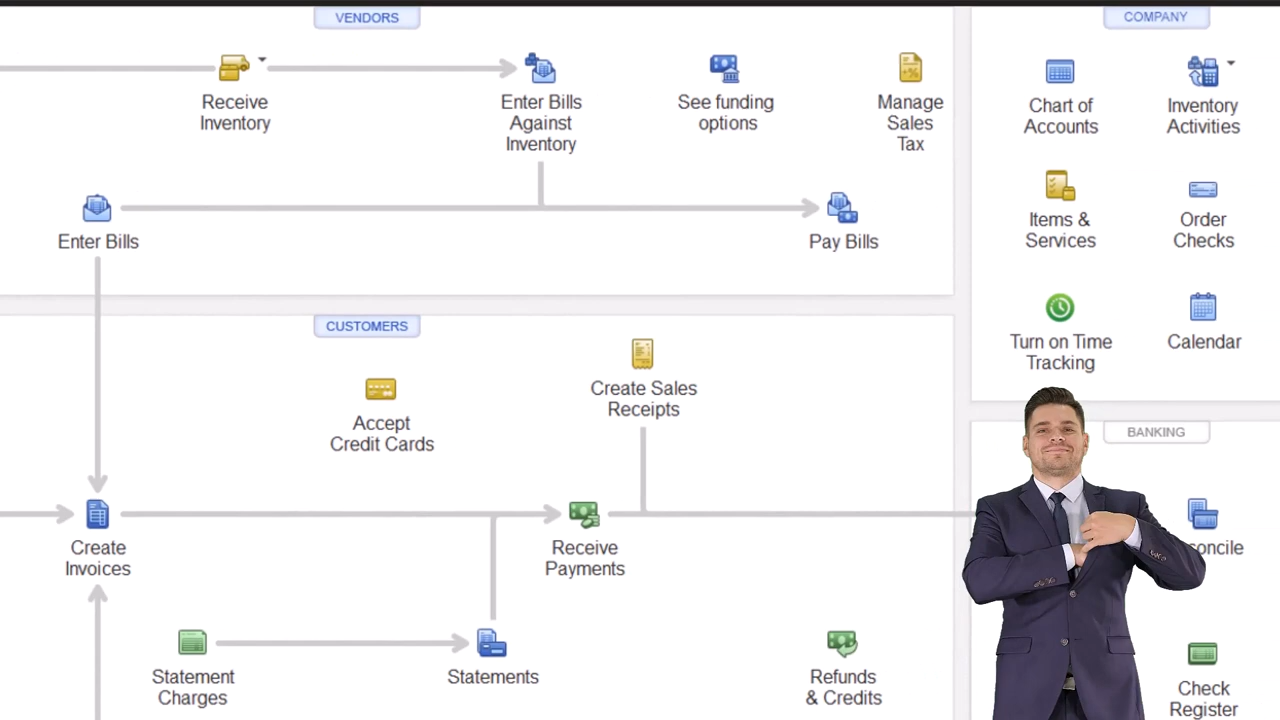 VENDORS
Receive
Inventory
Enter Bills
Against
Inventory
See funding
options
Manage
Sales
Tax
Enter Bills
Pay Bills
CUSTOMERS
Accept
Credit Cards
Create Sales
Receipts
Create
Invoices
Receive
Payments
Statement
Charges
Statements
Refunds
& Credits
COMPANY
Chart of
Accounts
Inventory
Activities
Items &
Services
Order
Checks
Turn on Time
Tracking
Calendar
BANKING
Check
Register